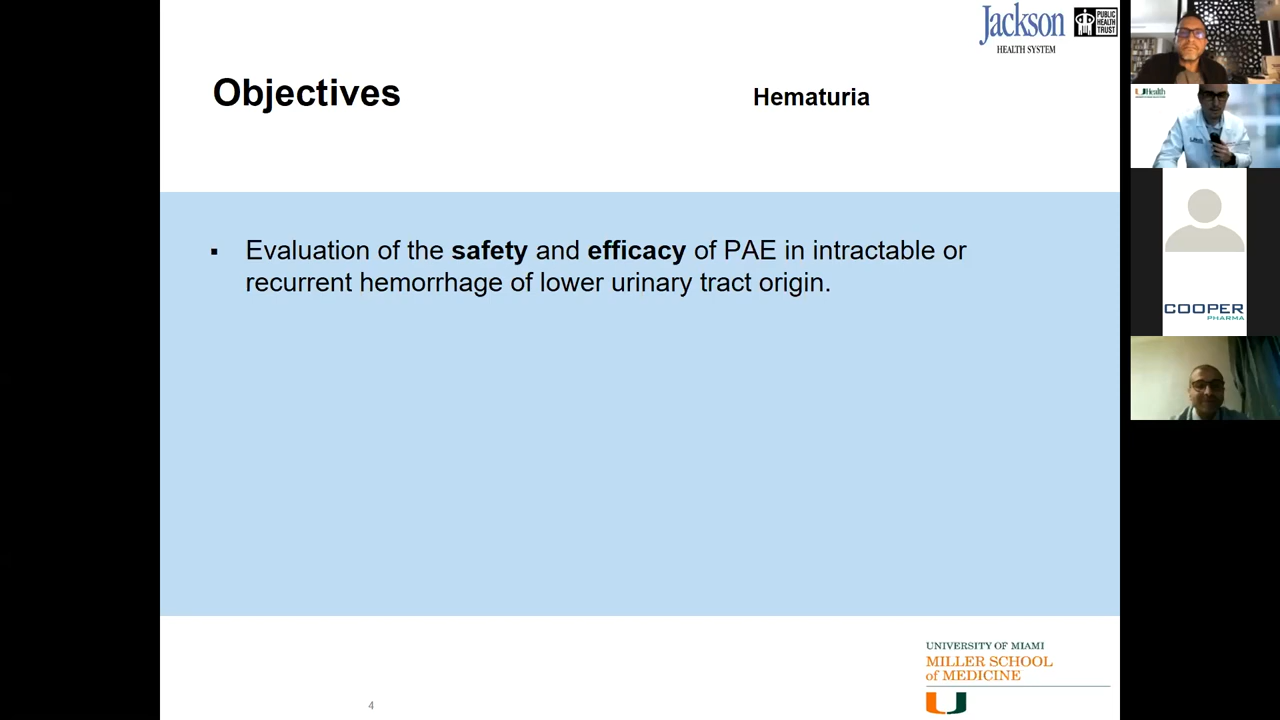 Jackson
HEALTH SYSTEM
PUBLIC
HEALTH
TRUST
Objectives
Hematuria
▪ Evaluation of the safety and efficacy of PAE in intractable or
recurrent hemorrhage of lower urinary tract origin.
UNIVERSITY OF MIAMI
MILLER SCHOOL
of MEDICINE
4
UHealth
COOPER
PHARMA